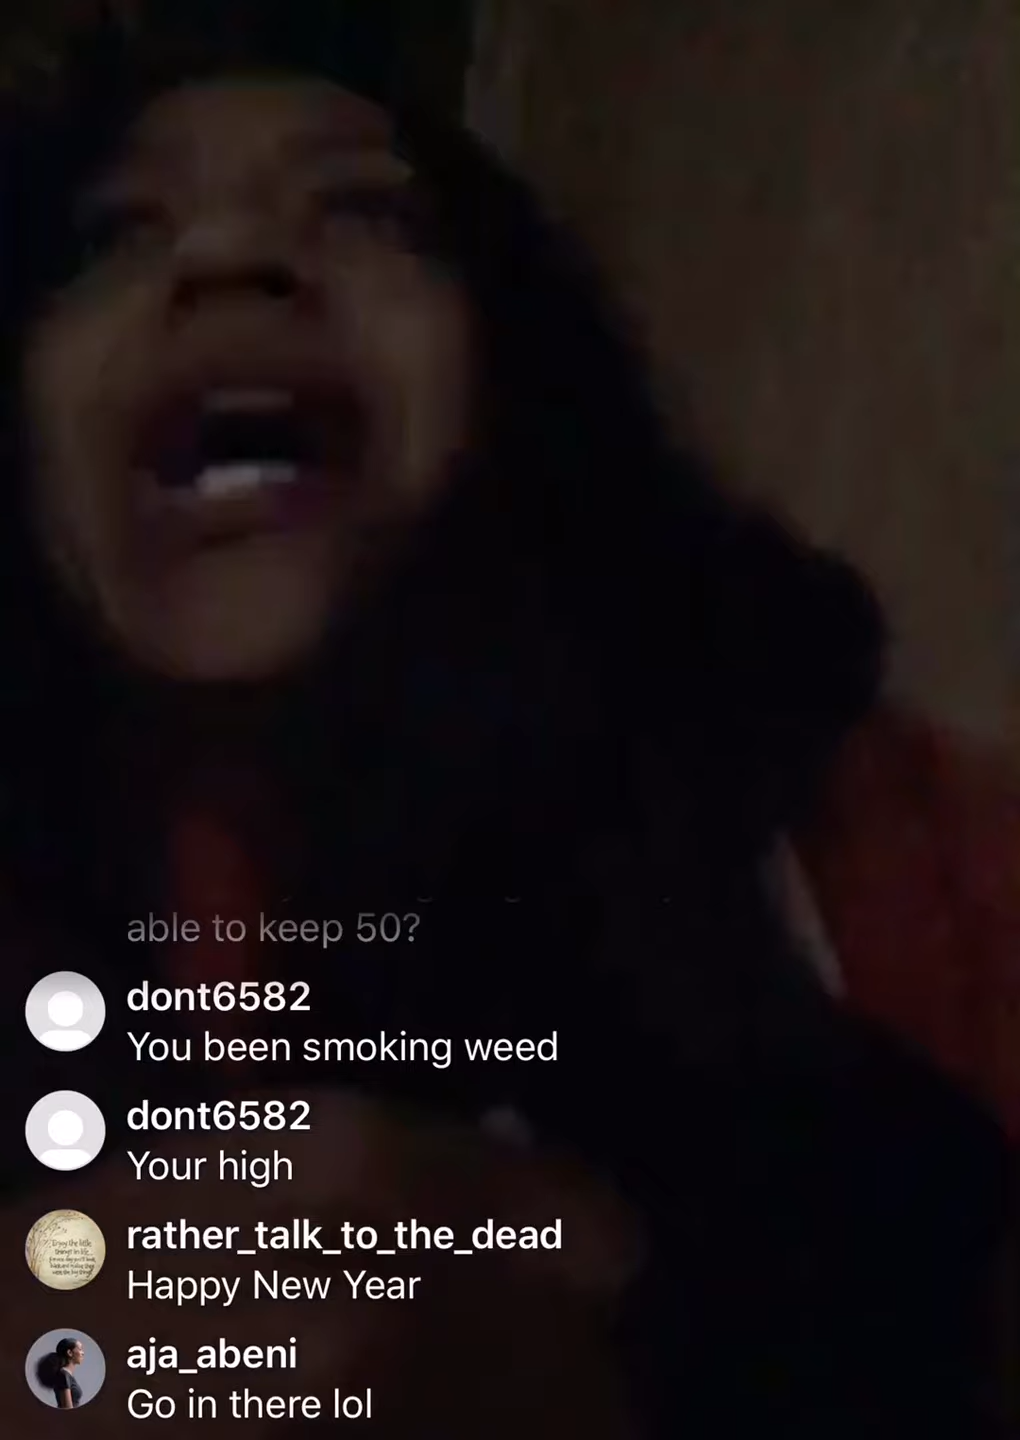 able to keep 50?
dont6582
You been smoking weed
dont6582
Your high
rather_talk_to_the_dead
Happy New Year
aja_abeni
Go in there lol